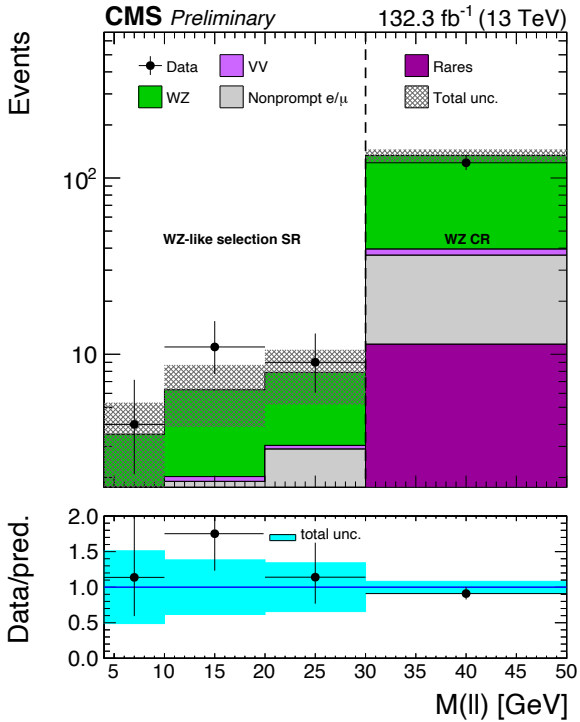 CMS Preliminary 132.3 fb⁻¹ (13 TeV)
Events
Data VV Rares
WZ Nonprompt e/μ Total unc.
10²
WZ-like selection SR WZ CR
10
Data/pred.
total unc.
2.0
1.5
1.0
0.5
0.0
5 10 15 20 25 30 35 40 45 50
M(ll) [GeV]